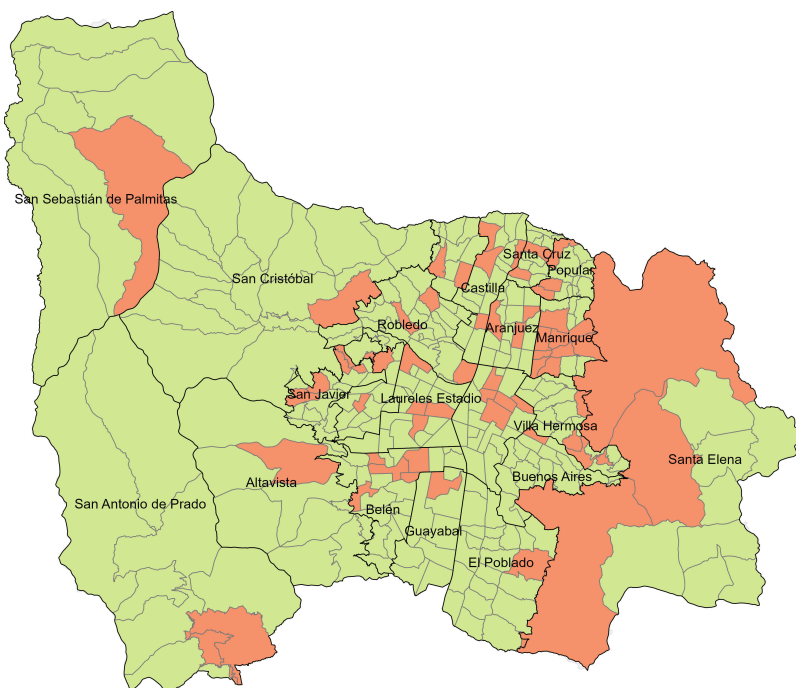 San Sebastián de Palmitas
Santa Cruz
Popular
San Cristóbal
Castilla
Robledo
Aranjuez
Manrique
San Javier
Laureles Estadio
Villa Hermosa
Santa Elena
Altavista
Buenos Aires
San Antonio de Prado
Belén
Guayabal
El Poblado